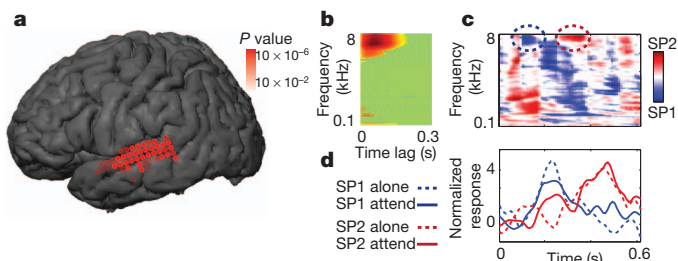 a
P value
10 × 10⁻⁶
10 × 10⁻²
b
Frequency
(kHz)
8
0.1
0.3
Time lag (s)
c
Frequency
(kHz)
8
0.1
SP2
SP1
d
SP1 alone
SP1 attend
SP2 alone
SP2 attend
Normalized
response
4
0
0
0.6
Time (s)